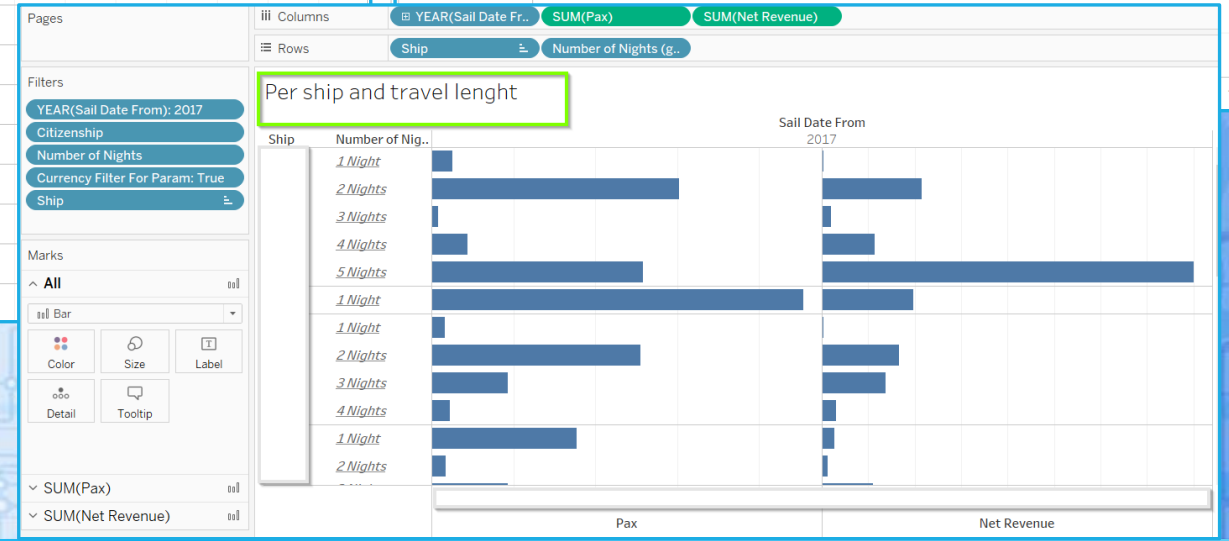 Pages
iii Columns
YEAR(Sail Date Fr.. SUM(Pax) SUM(Net Revenue)
Rows
Ship Number of Nights (g..
Filters
YEAR(Sail Date From): 2017
Citizenship
Number of Nights
Currency Filter For Param: True
Ship
Marks
All
Bar
Color Size Label
Detail Tooltip
SUM(Pax)
SUM(Net Revenue)
Per ship and travel lenght
Sail Date From
Ship Number of Nig.. 2017
1 Night
2 Nights
3 Nights
4 Nights
5 Nights
1 Night
1 Night
2 Nights
3 Nights
4 Nights
1 Night
2 Nights
Pax Net Revenue